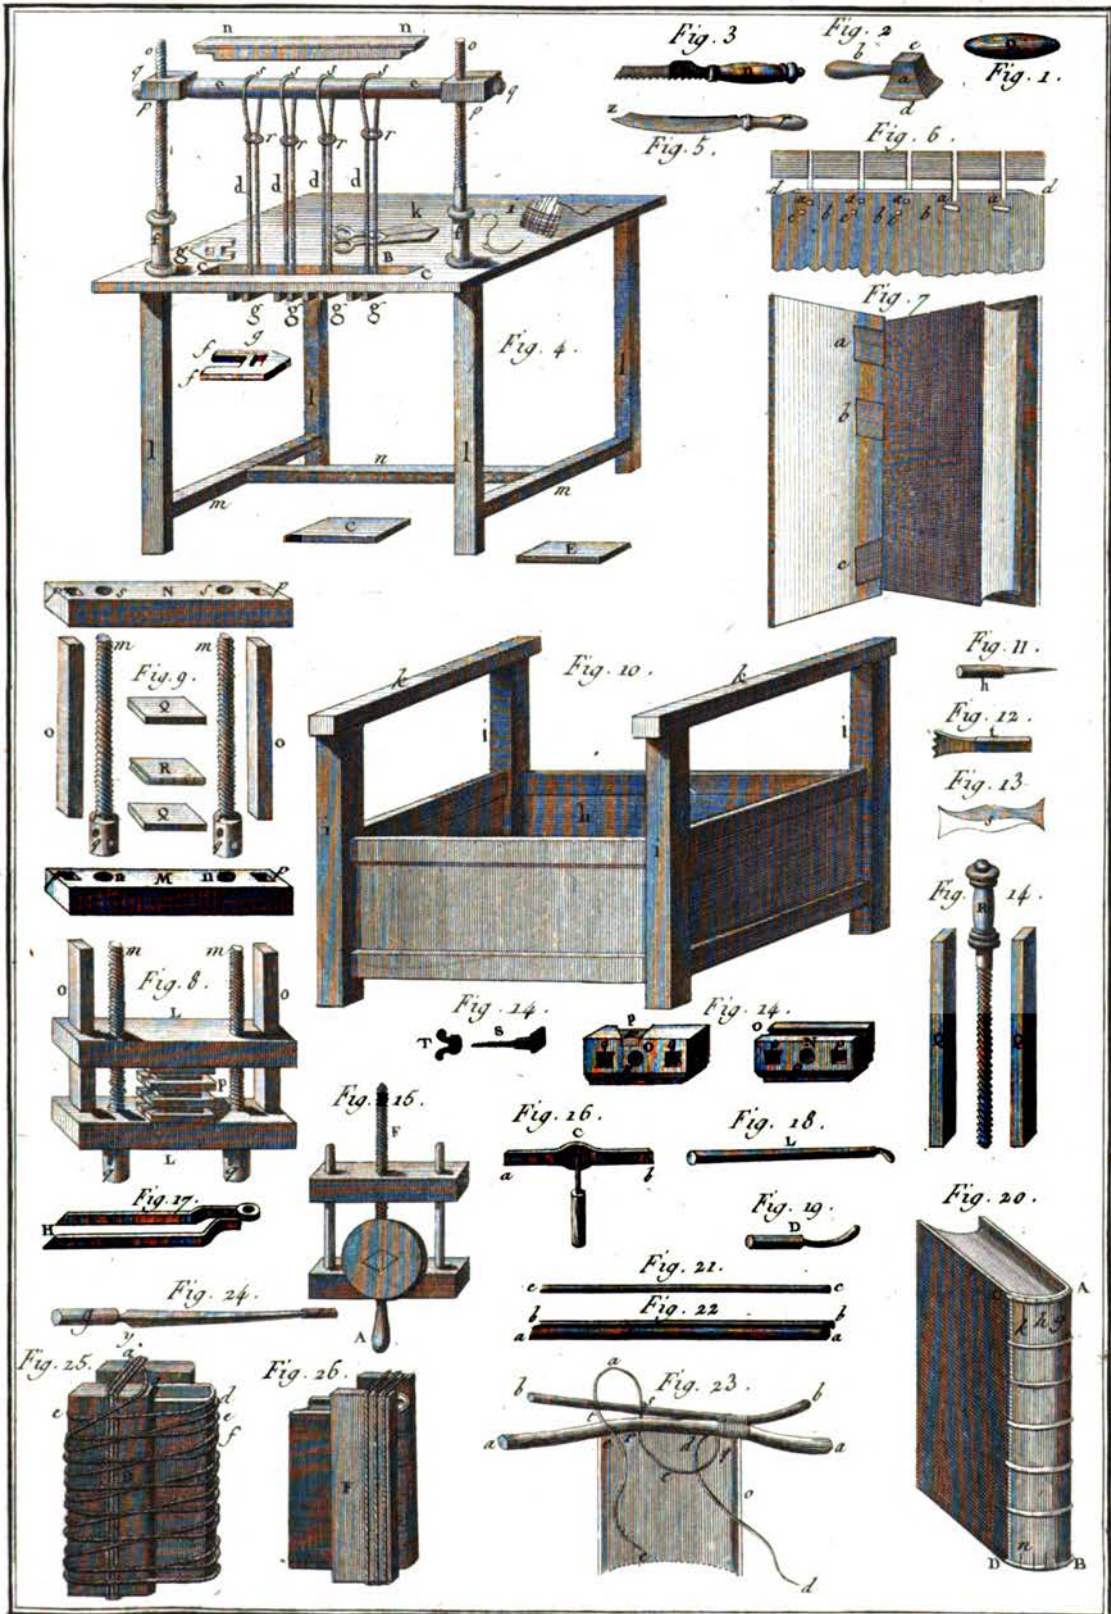 n n
o o
Fig. 3
Fig. 2
Fig. 1.
b e
a
d
q e e q
p p
z r
Fig. 5.
Fig. 6.
r r r r
d d d d
k i
d d
a a a a a
b b b
g B
c
g g g g
Fig. 7
Fig. 4.
f g
f
l l l l
a
b
c
n
m m
C E
p s N s p
m m
Fig. 9.
Q
R
Q
o o
Fig. 10.
k k
i i
h
Fig. 11.
h
Fig. 12.
Fig. 13.
s
n M n p
Fig. 14.
R
Q Q
m m
Fig. 8.
o o
L
P
L
Fig. 14.
T S
Fig. 14.
P
O
O
N
Fig. 15.
F
A
Fig. 16.
C
a b
Fig. 18.
L
Fig. 17.
H
Fig. 19.
D
Fig. 20.
A
k h g
n
D B
Fig. 21.
e e
Fig. 22
b b
a a
Fig. 24.
g
y
Fig. 25.
a
d
e e
f
Fig. 26.
F
Fig. 23.
a
b b
a a
d
o
e
d